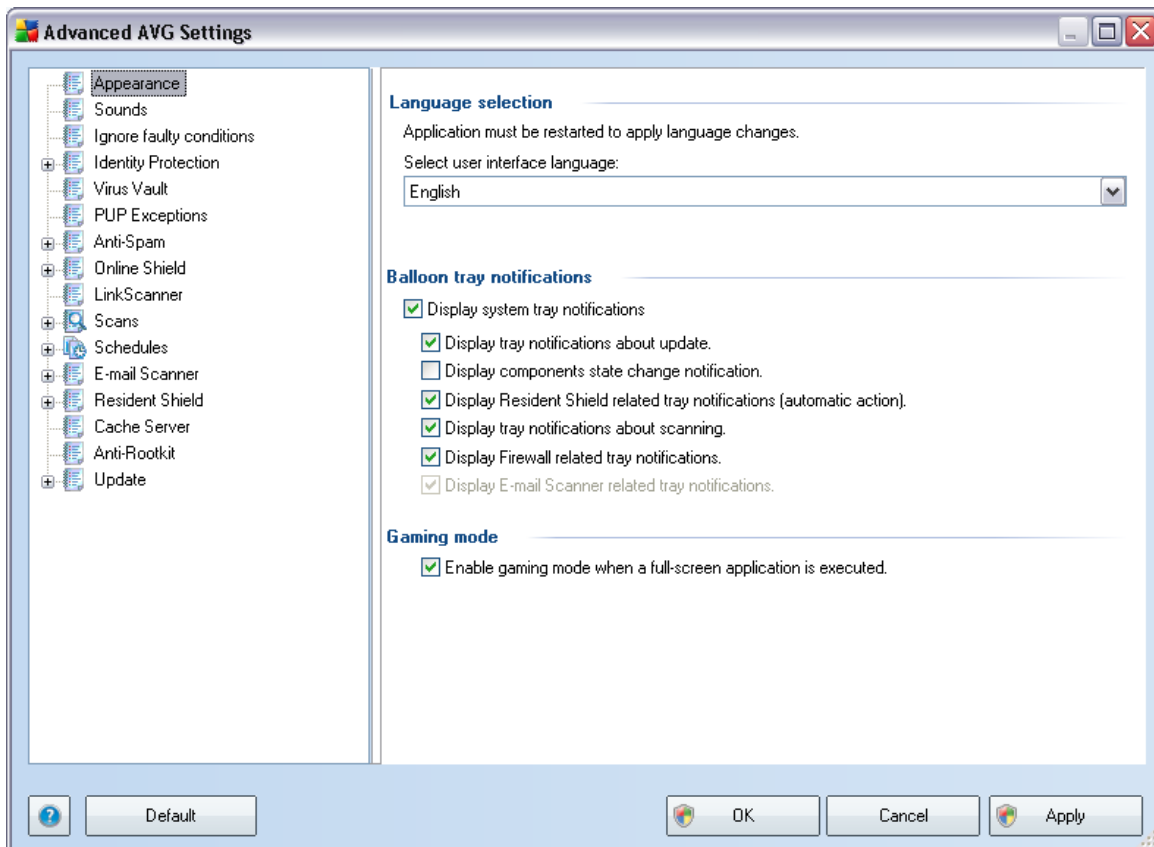 Advanced AVG Settings
Appearance
Sounds
Ignore faulty conditions
Identity Protection
Virus Vault
PUP Exceptions
Anti-Spam
Online Shield
LinkScanner
Scans
Schedules
E-mail Scanner
Resident Shield
Cache Server
Anti-Rootkit
Update
Language selection
Application must be restarted to apply language changes.
Select user interface language:
English
Balloon tray notifications
Display system tray notifications
Display tray notifications about update.
Display components state change notification.
Display Resident Shield related tray notifications (automatic action).
Display tray notifications about scanning.
Display Firewall related tray notifications.
Display E-mail Scanner related tray notifications.
Gaming mode
Enable gaming mode when a full-screen application is executed.
?
Default
OK
Cancel
Apply